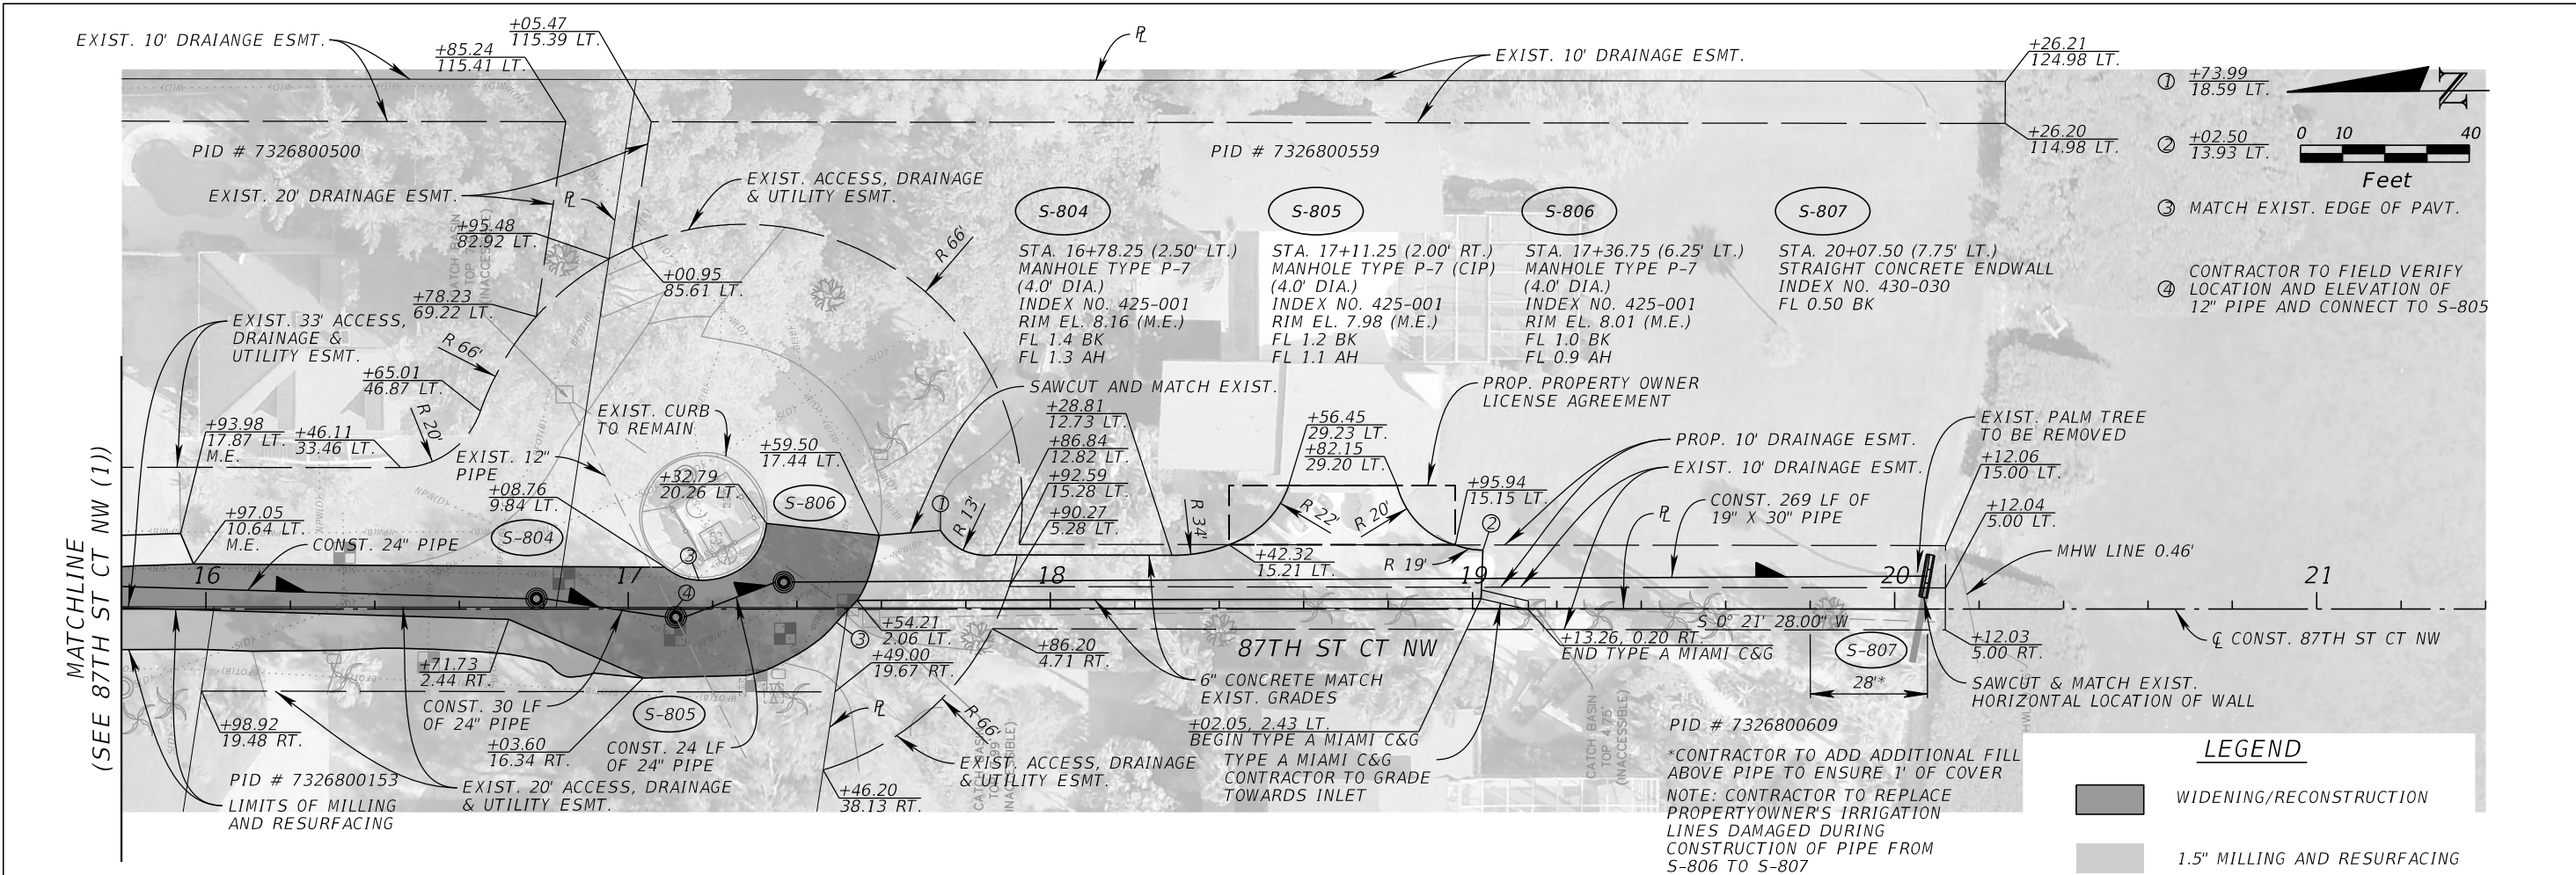 EXIST. 10' DRAIANGE ESMT.
+85.24
115.41 LT.
+05.47
115.39 LT.
PL
EXIST. 10' DRAINAGE ESMT.
+26.21
124.98 LT.
+26.20
114.98 LT.
1 +73.99
18.59 LT.
2 +02.50
13.93 LT.
3 MATCH EXIST. EDGE OF PAVT.
4 CONTRACTOR TO FIELD VERIFY
LOCATION AND ELEVATION OF
12" PIPE AND CONNECT TO S-805
N
0 10 40
Feet
PID # 7326800500
PID # 7326800559
EXIST. 20' DRAINAGE ESMT.
PL
EXIST. ACCESS, DRAINAGE
& UTILITY ESMT.
R 66'
+95.48
82.92 LT.
+00.95
85.61 LT.
+78.23
69.22 LT.
S-804
STA. 16+78.25 (2.50' LT.)
MANHOLE TYPE P-7
(4.0' DIA.)
INDEX NO. 425-001
RIM EL. 8.16 (M.E.)
FL 1.4 BK
FL 1.3 AH
S-805
STA. 17+11.25 (2.00' RT.)
MANHOLE TYPE P-7 (CIP)
(4.0' DIA.)
INDEX NO. 425-001
RIM EL. 7.98 (M.E.)
FL 1.2 BK
FL 1.1 AH
S-806
STA. 17+36.75 (6.25' LT.)
MANHOLE TYPE P-7
(4.0' DIA.)
INDEX NO. 425-001
RIM EL. 8.01 (M.E.)
FL 1.0 BK
FL 0.9 AH
S-807
STA. 20+07.50 (7.75' LT.)
STRAIGHT CONCRETE ENDWALL
INDEX NO. 430-030
FL 0.50 BK
EXIST. 33' ACCESS,
DRAINAGE &
UTILITY ESMT.
R 66'
+65.01
46.87 LT.
R 20'
+93.98
17.87 LT.
M.E.
+46.11
33.46 LT.
EXIST. 12"
PIPE
EXIST. CURB
TO REMAIN
+59.50
17.44 LT.
+32.79
20.26 LT.
+08.76
9.84 LT.
S-806
S-804
+97.05
10.64 LT.
M.E.
CONST. 24" PIPE
SAWCUT AND MATCH EXIST.
+28.81
12.73 LT.
+86.84
12.82 LT.
+92.59
15.28 LT.
+90.27
5.28 LT.
1
R 13'
R 34'
PROP. PROPERTY OWNER
LICENSE AGREEMENT
+56.45
29.23 LT.
+82.15
29.20 LT.
R 22'
R 20'
+95.94
15.15 LT.
2
+42.32
15.21 LT.
R 19'
PROP. 10' DRAINAGE ESMT.
EXIST. 10' DRAINAGE ESMT.
CONST. 269 LF OF
19" X 30" PIPE
PL
EXIST. PALM TREE
TO BE REMOVED
+12.06
15.00 LT.
+12.04
5.00 LT.
MHW LINE 0.46'
MATCHLINE
(SEE 87TH ST CT NW (1))
16
17
18
19
20
21
3
4
3
+54.21
2.06 LT.
+49.00
19.67 RT.
+86.20
4.71 RT.
87TH ST CT NW
S 0° 21' 28.00" W
+13.26, 0.20 RT.
END TYPE A MIAMI C&G
S-807
28'*
+12.03
5.00 RT.
CL CONST. 87TH ST CT NW
SAWCUT & MATCH EXIST.
HORIZONTAL LOCATION OF WALL
+71.73
2.44 RT.
CONST. 30 LF
OF 24" PIPE
S-805
+98.92
19.48 RT.
+03.60
16.34 RT.
CONST. 24 LF
OF 24" PIPE
PL
R 66'
6" CONCRETE MATCH
EXIST. GRADES
+02.05, 2.43 LT.
BEGIN TYPE A MIAMI C&G
TYPE A MIAMI C&G
CONTRACTOR TO GRADE
TOWARDS INLET
PID # 7326800609
*CONTRACTOR TO ADD ADDITIONAL FILL
ABOVE PIPE TO ENSURE 1' OF COVER
NOTE: CONTRACTOR TO REPLACE
PROPERTYOWNER'S IRRIGATION
LINES DAMAGED DURING
CONSTRUCTION OF PIPE FROM
S-806 TO S-807
PID # 7326800153
LIMITS OF MILLING
AND RESURFACING
EXIST. 20' ACCESS, DRAINAGE
& UTILITY ESMT.
EXIST. ACCESS, DRAINAGE
& UTILITY ESMT.
+46.20
38.13 RT.
CATCH BASIN
TOP 4.75'
(INACCESSIBLE)
LEGEND
WIDENING/RECONSTRUCTION
1.5" MILLING AND RESURFACING